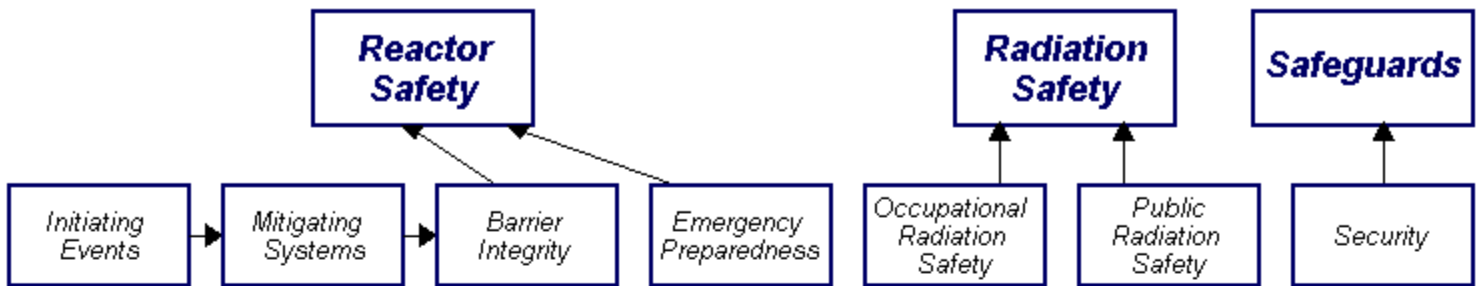 Reactor
Safety
Radiation
Safety
Safeguards
Initiating
Events
Mitigating
Systems
Barrier
Integrity
Emergency
Preparedness
Occupational
Radiation
Safety
Public
Radiation
Safety
Security